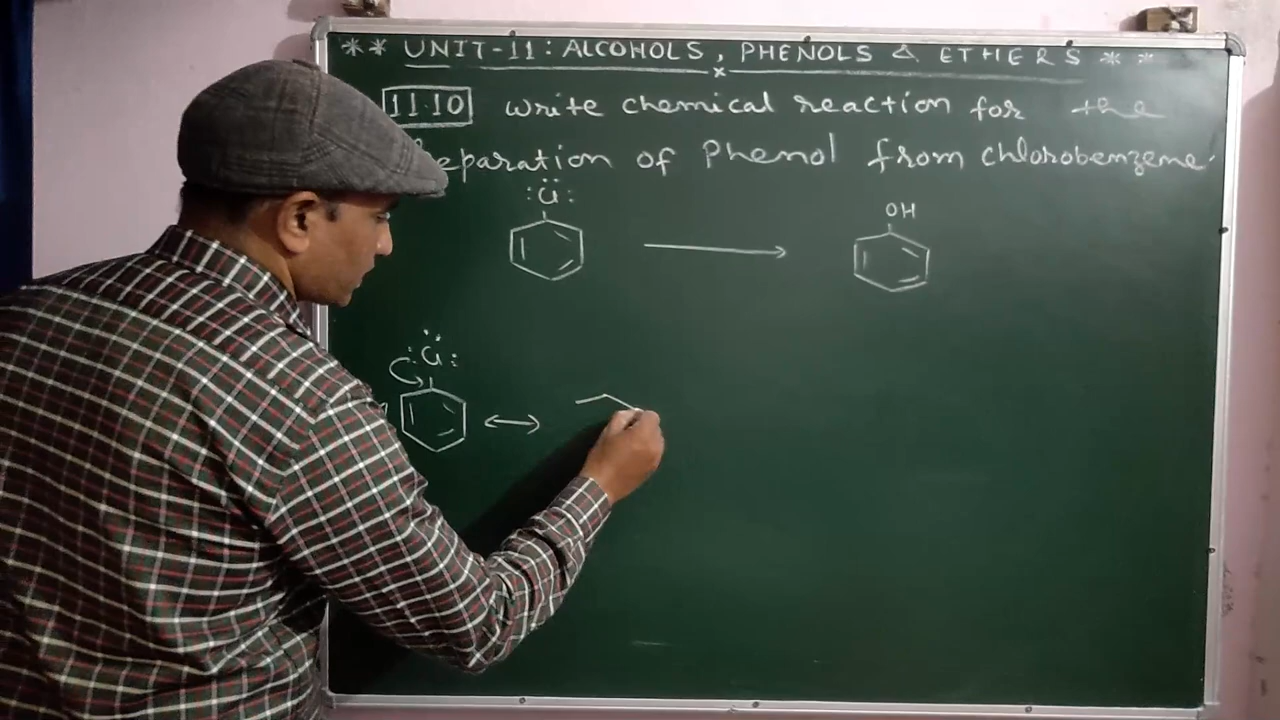 ** UNIT-11: ALCOHOLS, PHENOLS & ETHERS **
11.10 Write chemical reaction for the
eparation of Phenol from chlorobenzene.
:Cl:
OH
:Cl: